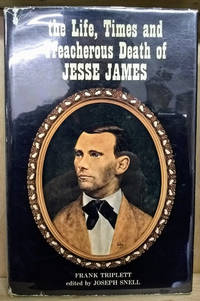 the Life, Times and
Treacherous Death of
JESSE JAMES
FRANK TRIPLETT
edited by JOSEPH SNELL